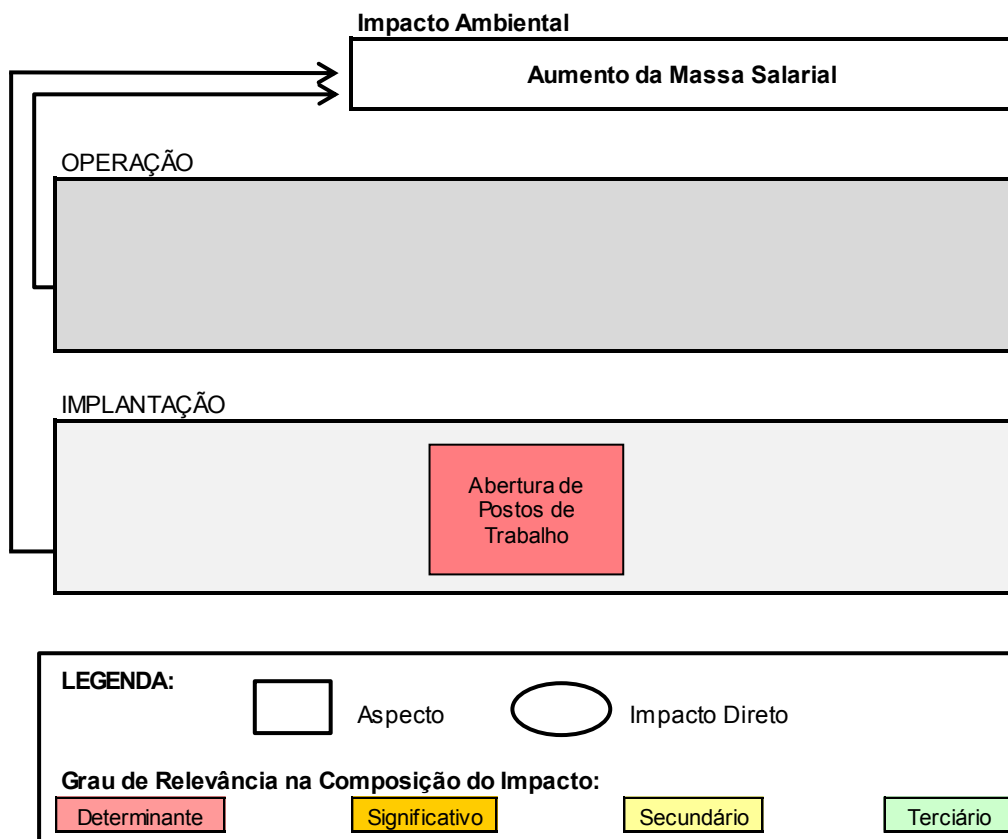 Impacto Ambiental
Aumento da Massa Salarial
OPERAÇÃO
IMPLANTAÇÃO
Abertura de
Postos de
Trabalho
LEGENDA:
Aspecto
Impacto Direto
Grau de Relevância na Composição do Impacto:
Determinante
Significativo
Secundário
Terciário